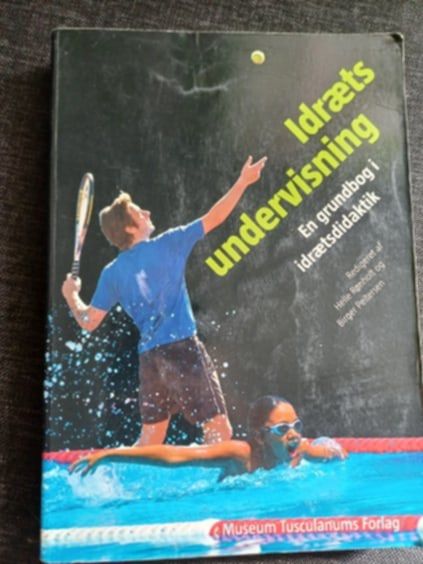 Idræts
undervisning
En grundbog i
idrætsdidaktik
Redigeret af
Helle Rønholt og
Birger Peitersen
Museum Tusculanums Forlag